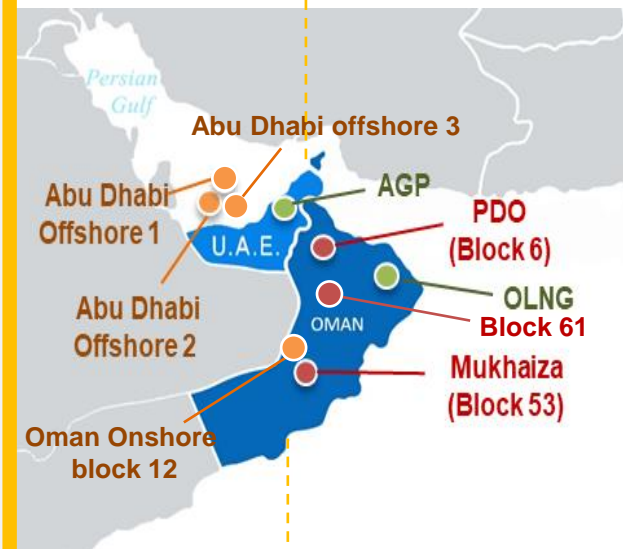 Persian
Gulf
Abu Dhabi offshore 3
Abu Dhabi
Offshore 1
AGP
PDO
(Block 6)
U.A.E.
OLNG
Abu Dhabi
Offshore 2
OMAN
Block 61
Mukhaiza
(Block 53)
Oman Onshore
block 12